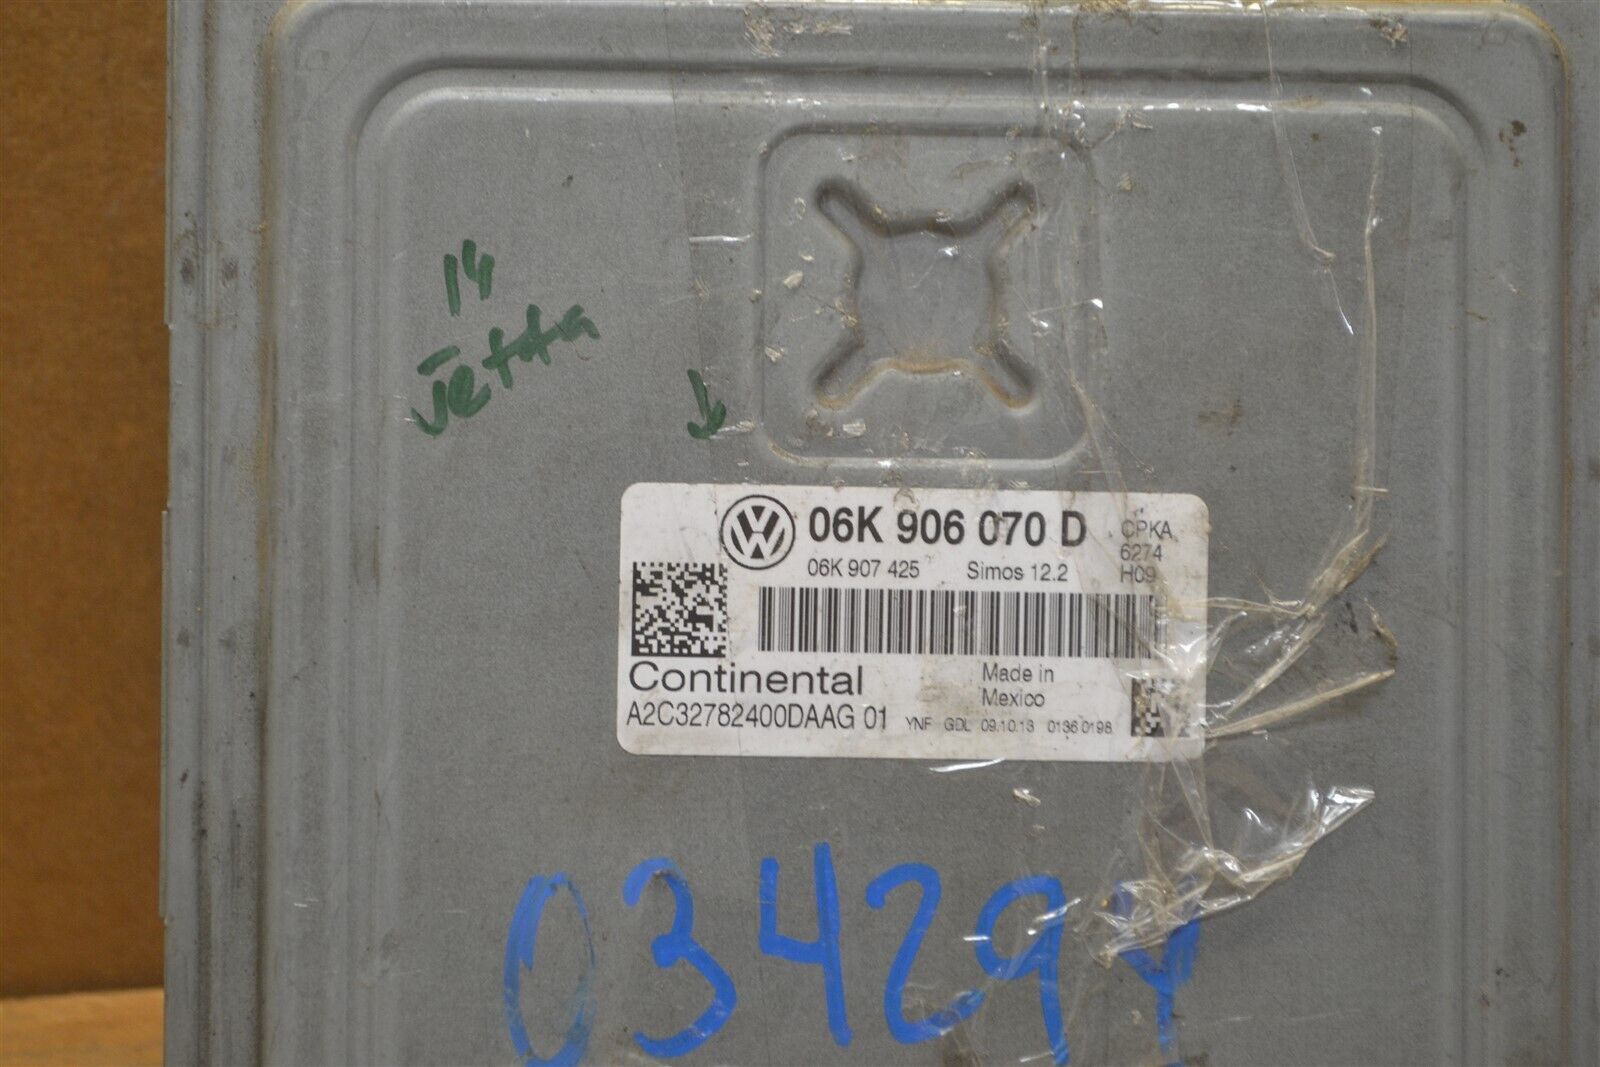 14
Jetta
06K 906 070 D
CPKA
06K 907 425 Simos 12.2
6274
H09
Continental
Made in
Mexico
A2C32782400DAAG 01 YNF GDL 09.10.13 0136 0198
03429Y